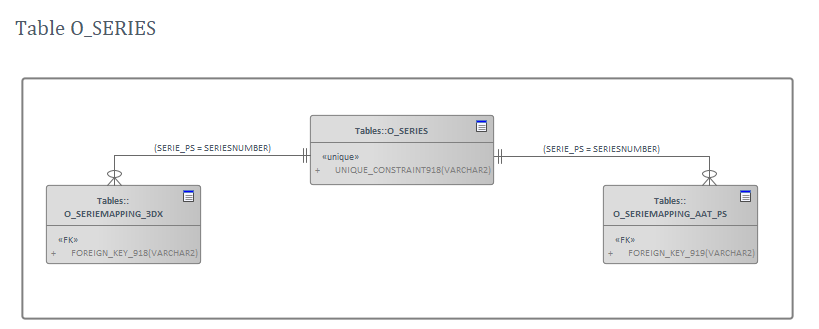 Table O_SERIES
Tables::O_SERIES
«unique»
+ UNIQUE_CONSTRAINT918(VARCHAR2)
(SERIE_PS = SERIESNUMBER)
(SERIE_PS = SERIESNUMBER)
Tables::
O_SERIEMAPPING_3DX
«FK»
+ FOREIGN_KEY_918(VARCHAR2)
Tables::
O_SERIEMAPPING_AAT_PS
«FK»
+ FOREIGN_KEY_919(VARCHAR2)